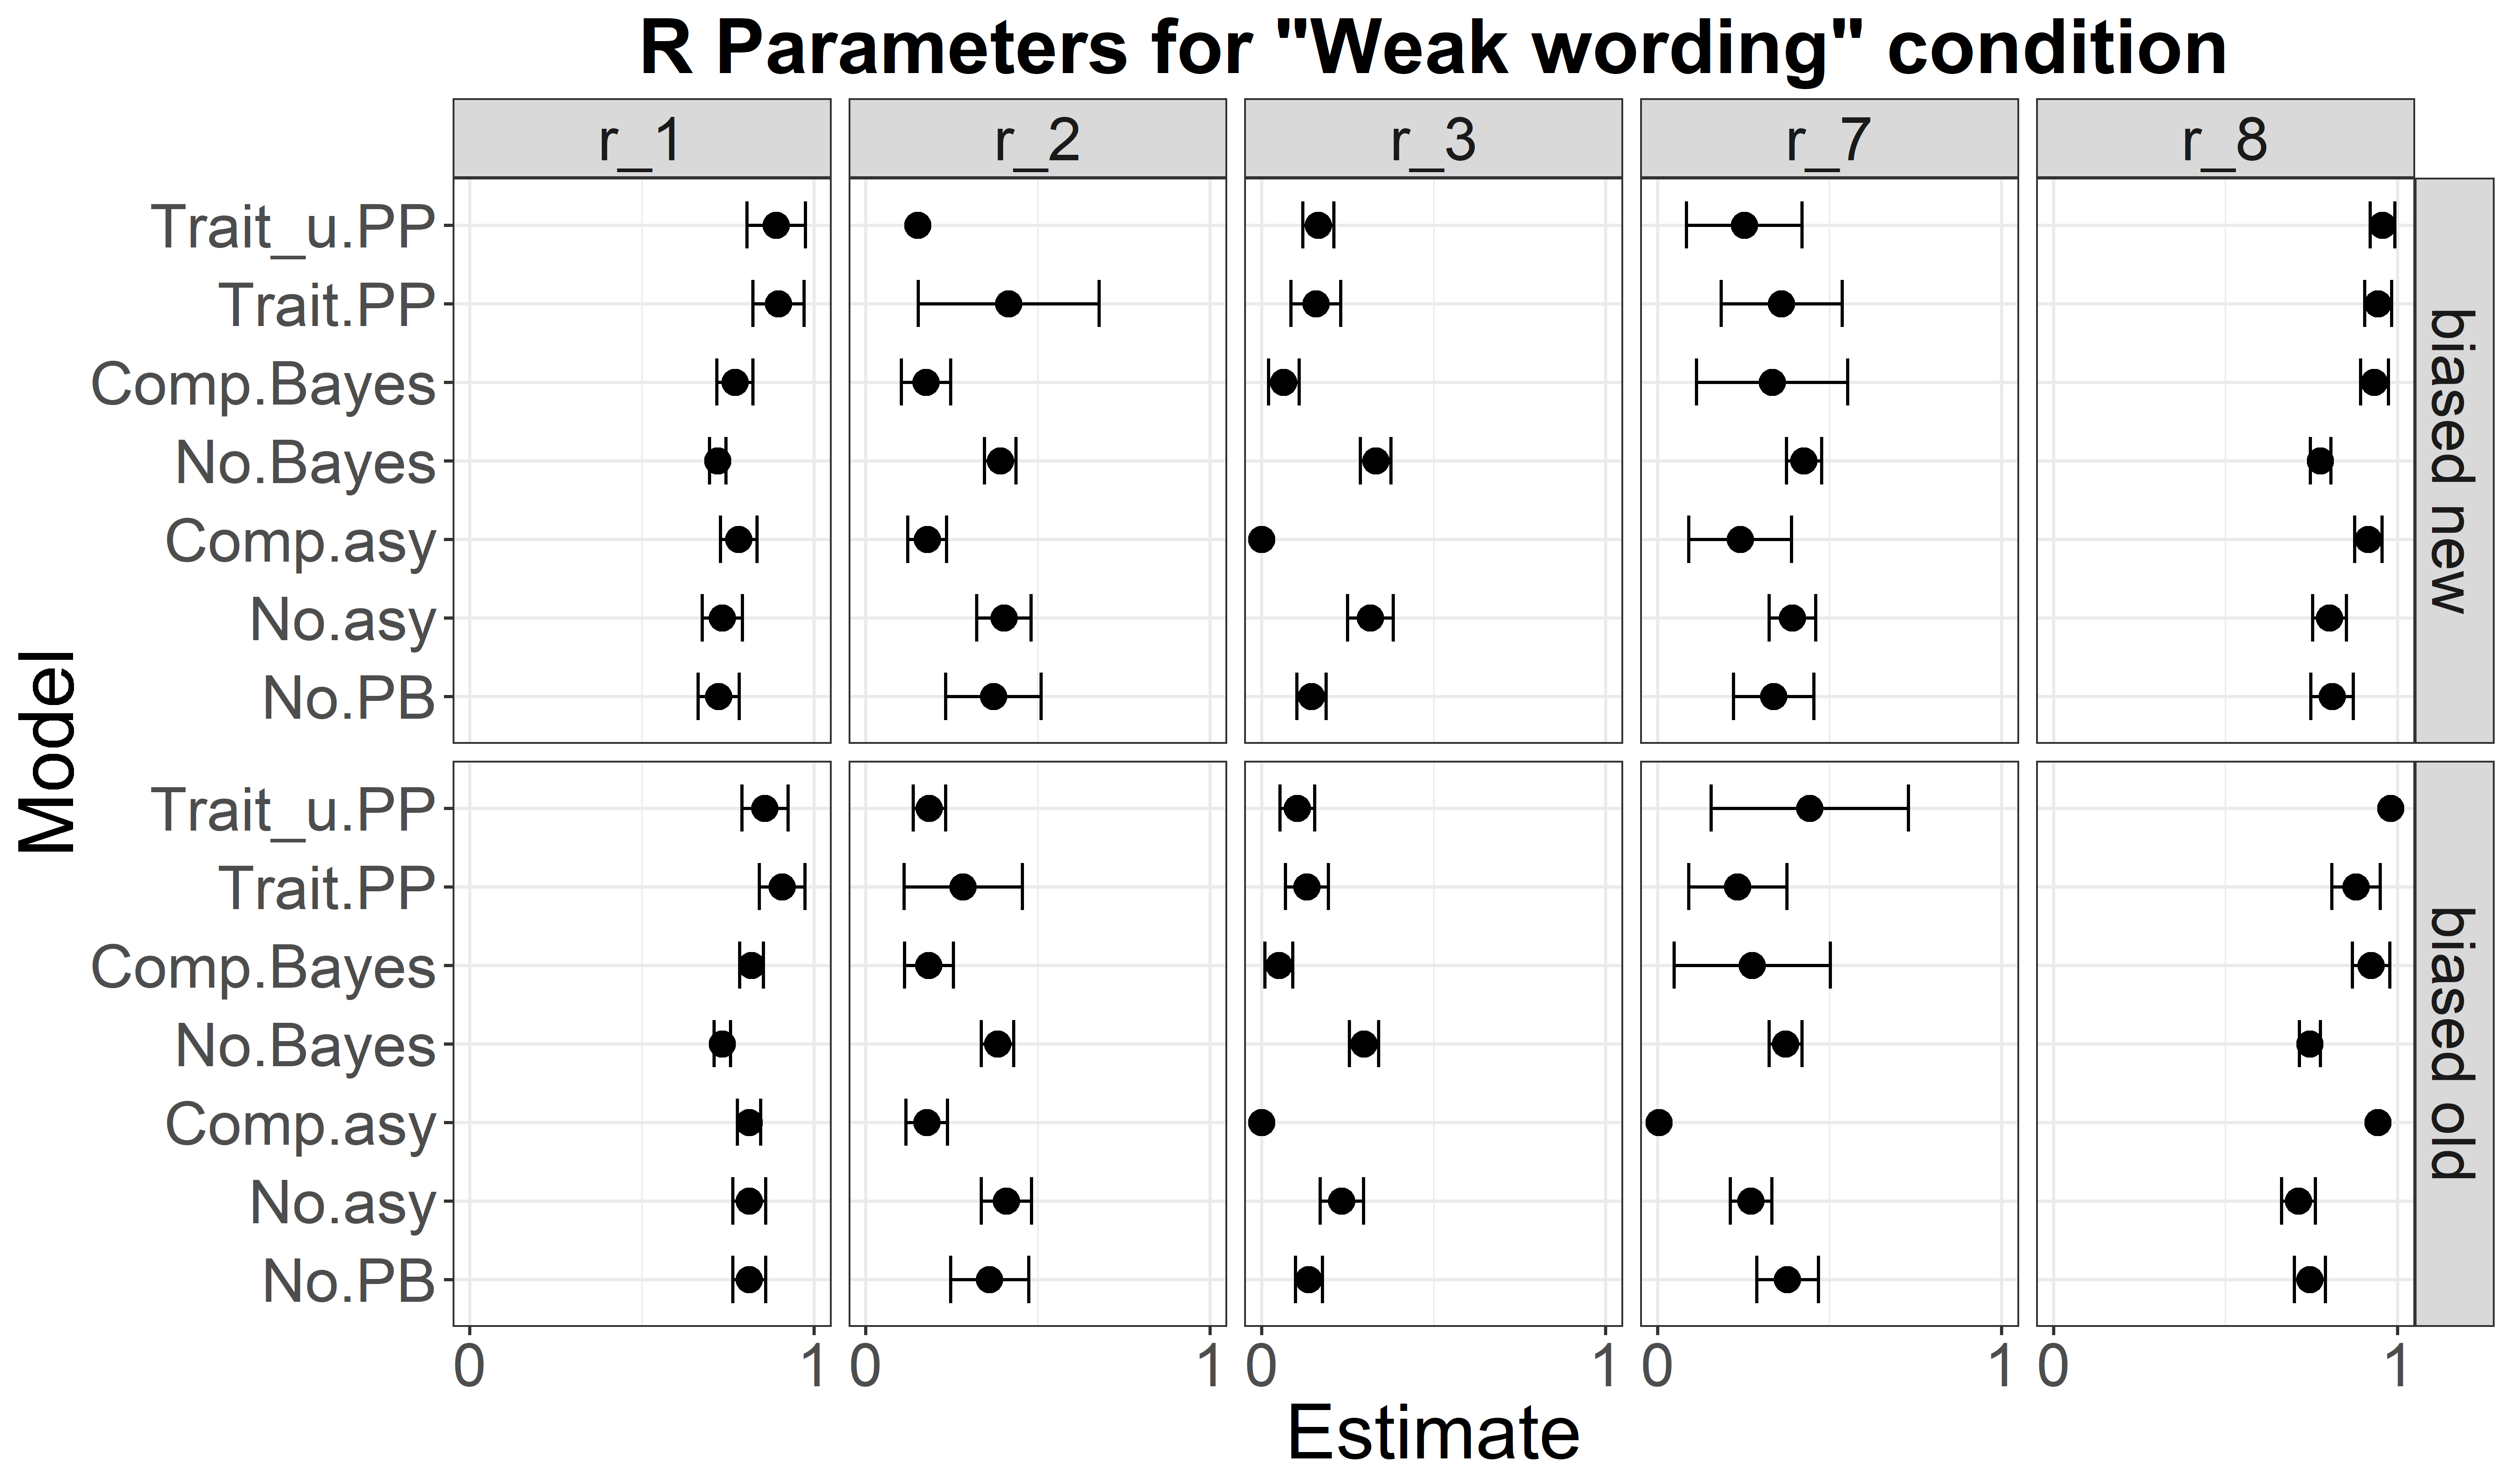 R Parameters for "Weak wording" condition
r_1 r_2 r_3 r_7 r_8
Trait_u.PP
Trait.PP
Comp.Bayes
No.Bayes
Comp.asy
No.asy
No.PB
biased new
Model
Trait_u.PP
Trait.PP
Comp.Bayes
No.Bayes
Comp.asy
No.asy
No.PB
biased old
0 1 0 1 0 1 0 1 0 1
Estimate